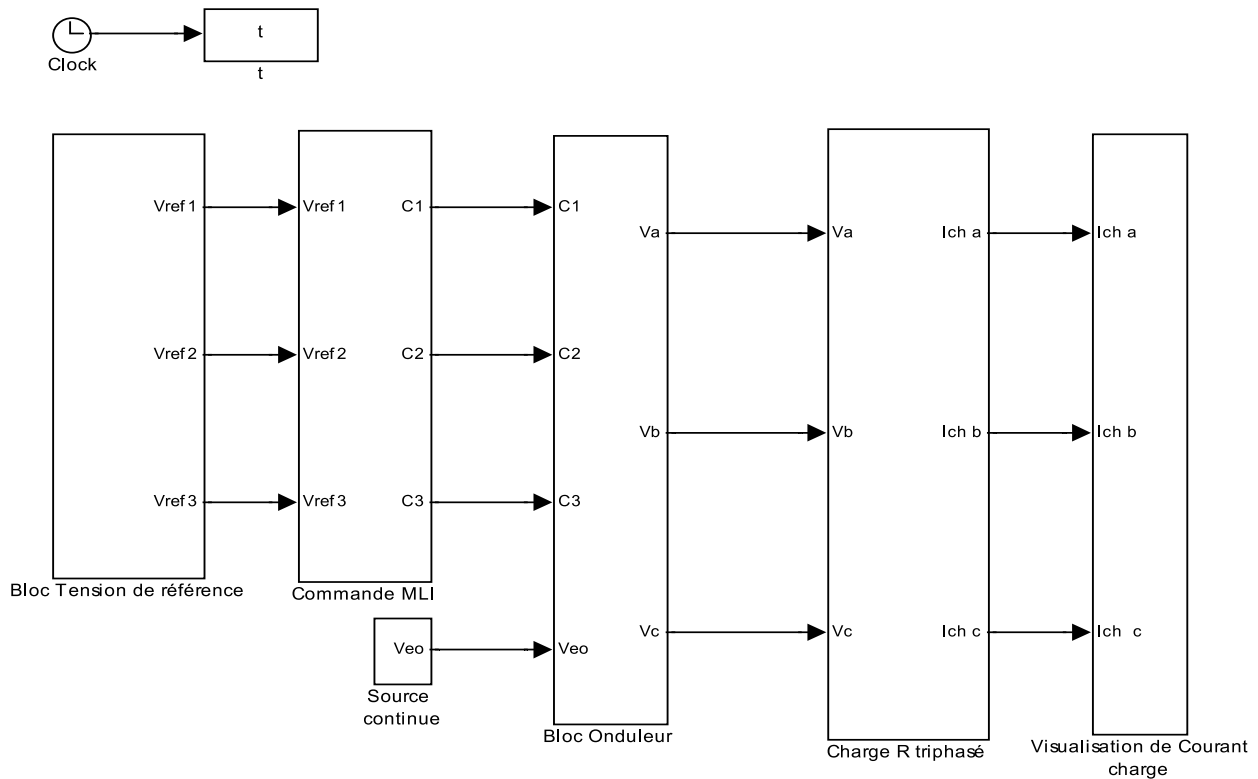 t
Clock
t
Vref1
Vref1
C1
C1
Va
Va
Ich a
Ich a
Vref2
Vref2
C2
C2
Vb
Vb
Ich b
Ich b
Vref3
Vref3
C3
C3
Bloc Tension de référence
Commande MLI
Veo
Veo
Vc
Vc
Ich c
Ich c
Source
continue
Bloc Onduleur
Charge R triphasé
Visualisation de Courant
charge